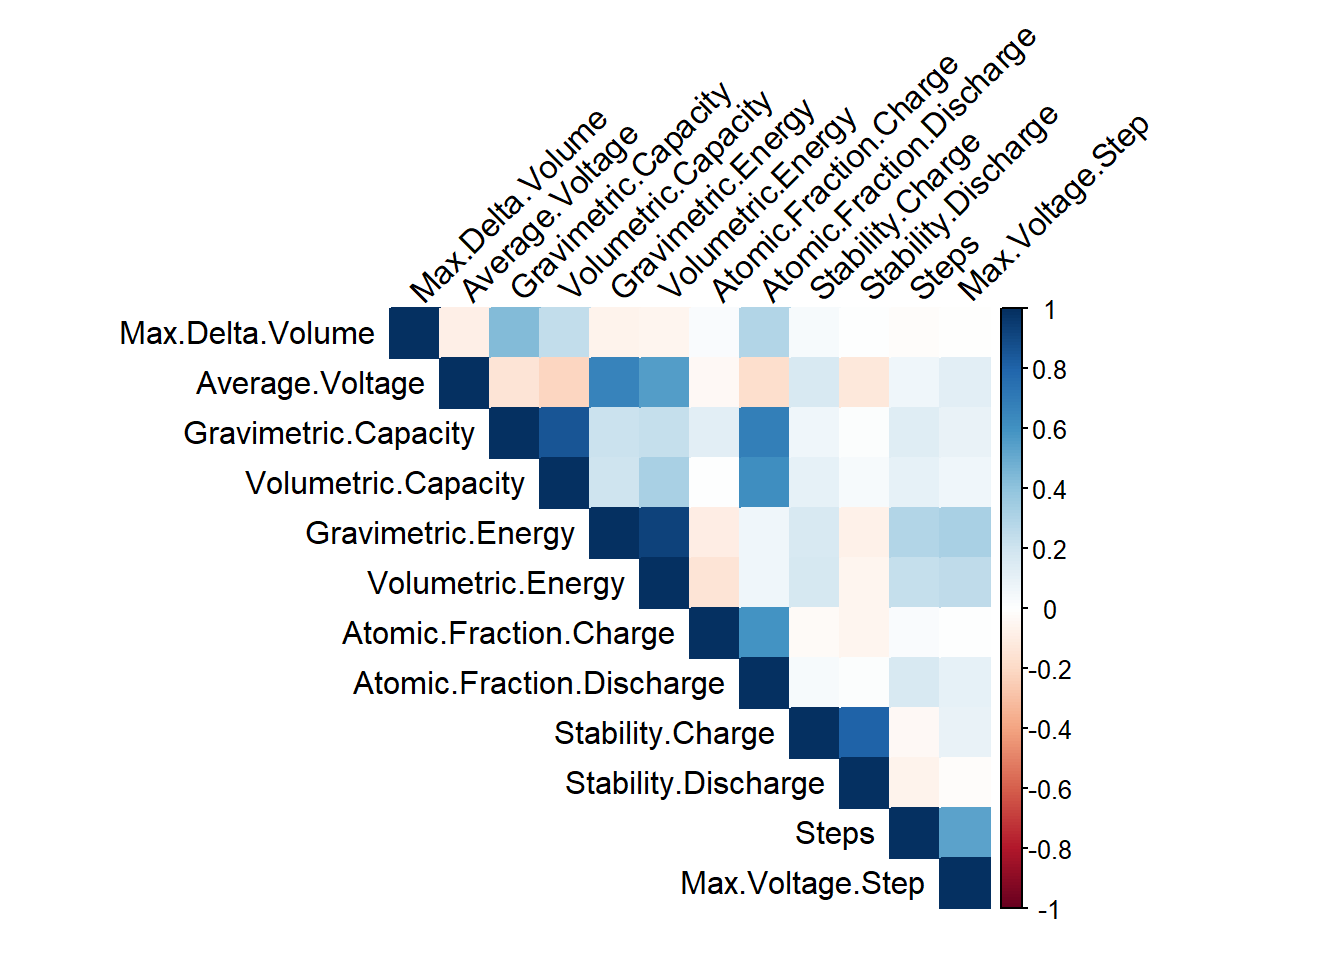 Max.Delta.Volume
Average.Voltage
Gravimetric.Capacity
Volumetric.Capacity
Gravimetric.Energy
Volumetric.Energy
Atomic.Fraction.Charge
Atomic.Fraction.Discharge
Stability.Charge
Stability.Discharge
Steps
Max.Voltage.Step
Max.Delta.Volume
Average.Voltage
Gravimetric.Capacity
Volumetric.Capacity
Gravimetric.Energy
Volumetric.Energy
Atomic.Fraction.Charge
Atomic.Fraction.Discharge
Stability.Charge
Stability.Discharge
Steps
Max.Voltage.Step
1
0.8
0.6
0.4
0.2
0
-0.2
-0.4
-0.6
-0.8
-1